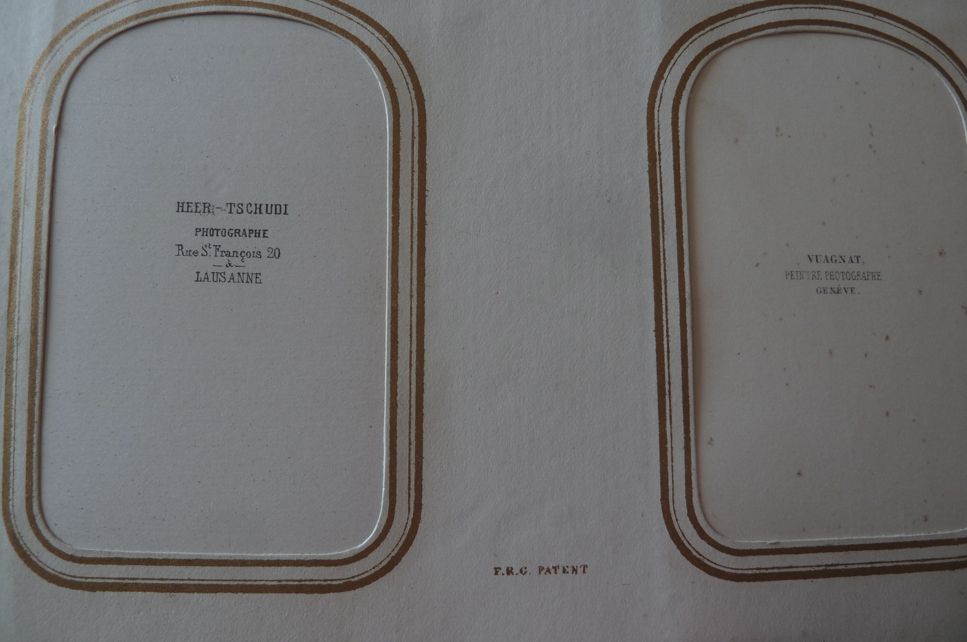 HEER-TSCHUDI
PHOTOGRAPHE
Rue St François 20
à
LAUSANNE
VUAGNAT,
PEINTRE PHOTOGRAPHE
GENÈVE.
F.R.G. PATENT